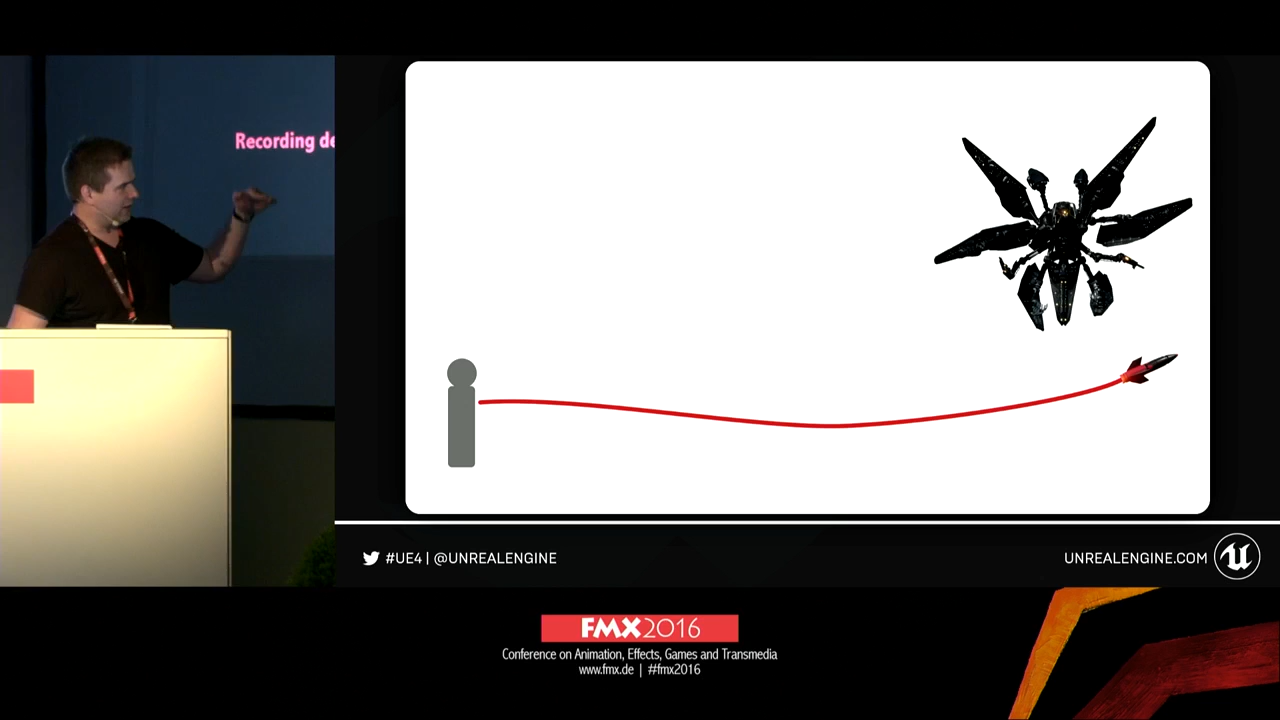 Recording de
#UE4 | @UNREALENGINE
UNREALENGINE.COM
FMX2016
Conference on Animation, Effects, Games and Transmedia
www.fmx.de | #fmx2016